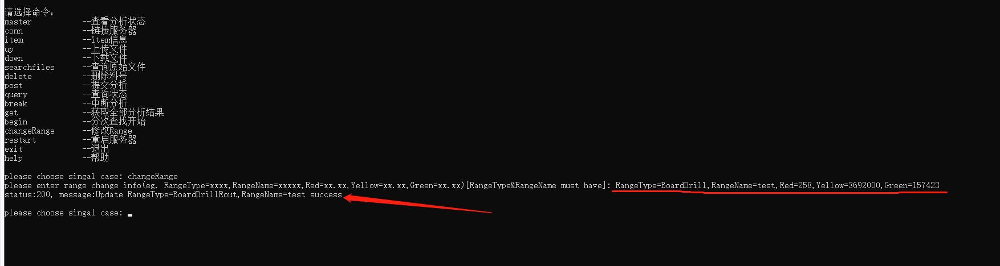 请选择命令:
master --查看分析状态
conn --链接服务器
item --item信息
up --上传文件
down --下载文件
searchfiles --查询原始文件
delete --删除料号
post --提交分析
query --查询状态
break --中断分析
get --获取全部分析结果
begin --分次查找开始
changeRange --修改Range
restart --重启服务器
exit --退出
help --帮助
please choose singal case: changeRange
please enter range change info(eg. RangeType=xxxx,RangeName=xxxxx,Red=xx.xx,Yellow=xx.xx,Green=xx.xx)[RangeType&RangeName must have]: RangeType=BoardDrill,RangeName=test,Red=258,Yellow=3692000,Green=157423
status:200, message:Update RangeType=BoardDrillRout,RangeName=test success
please choose singal case: